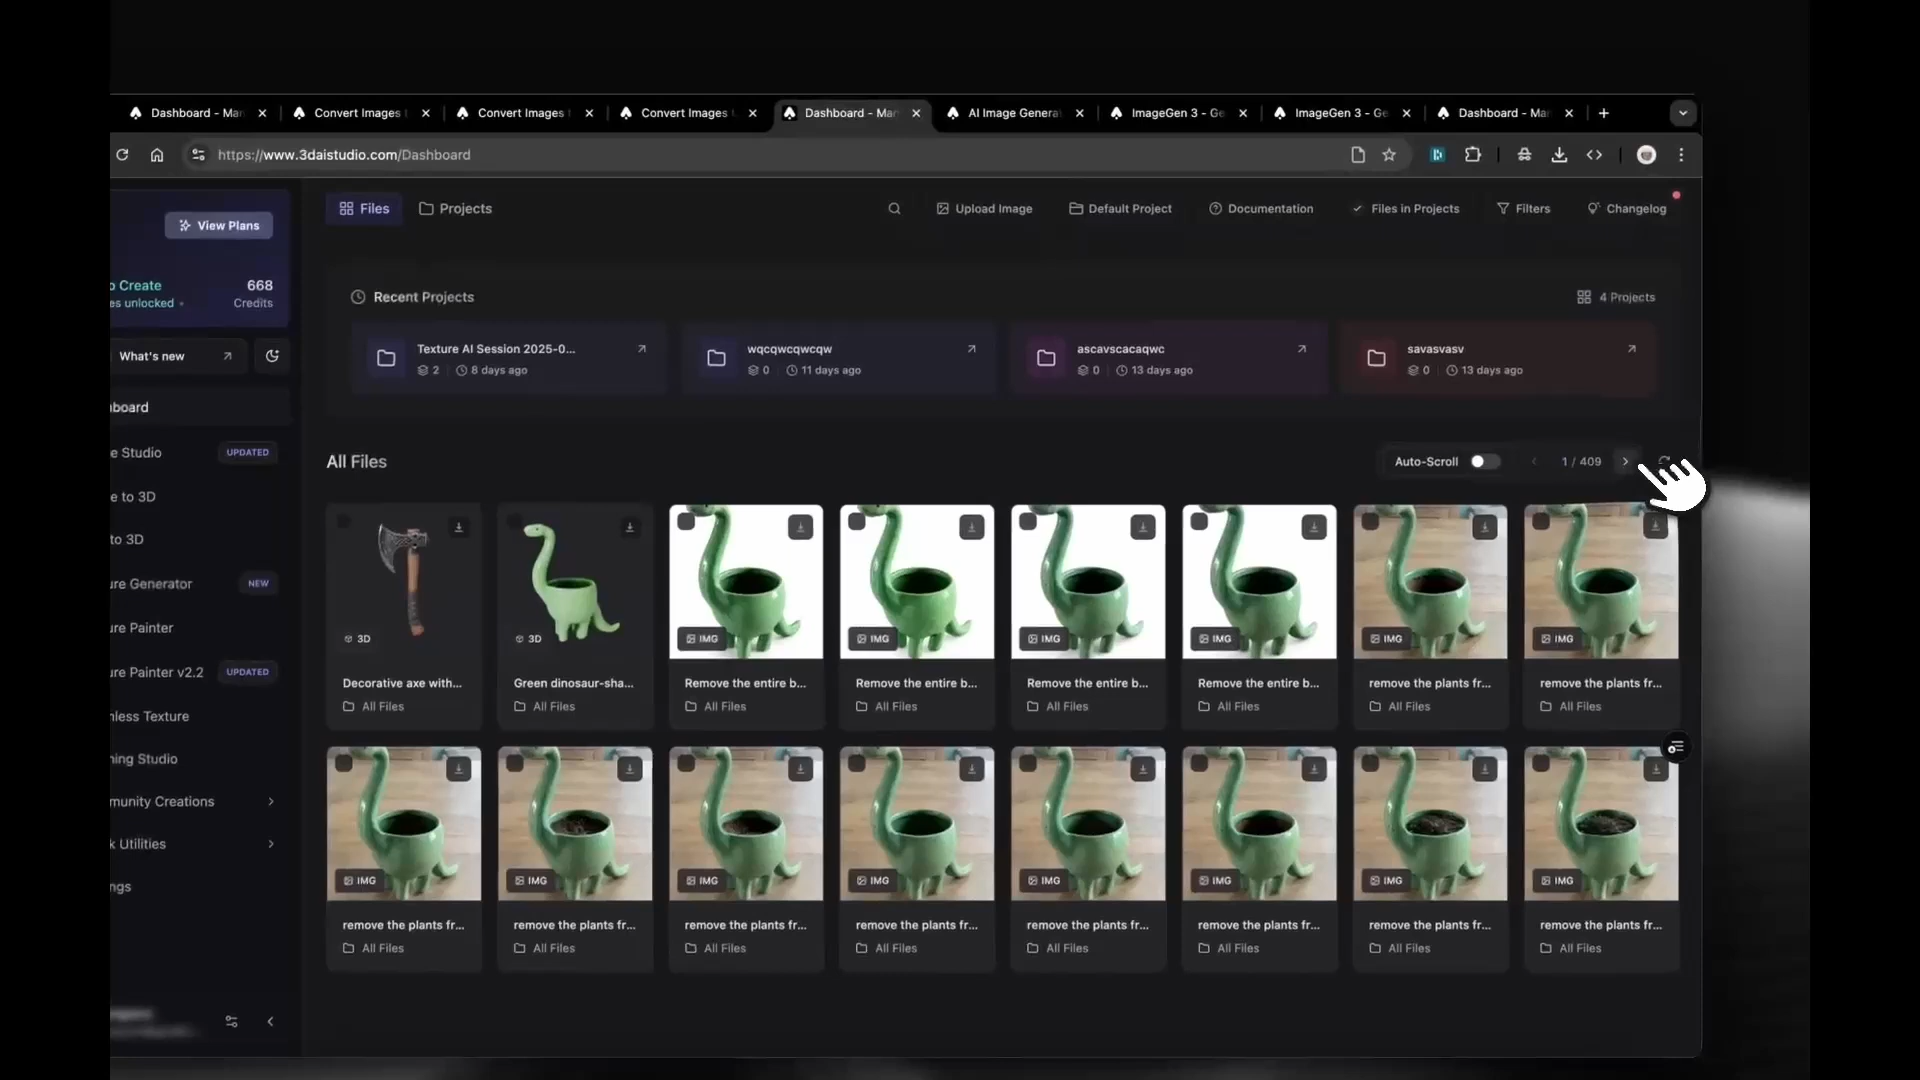 Dashboard - Man
Convert Images
Convert Images
Convert Images
Dashboard - Man
AI Image Genera
ImageGen 3 - Ge
ImageGen 3 - Ge
Dashboard - Man
https://www.3daistudio.com/Dashboard
View Plans
o Create
668
es unlocked
Credits
What's new
board
e Studio
UPDATED
e to 3D
to 3D
ure Generator
NEW
ure Painter
ure Painter v2.2
UPDATED
nless Texture
ning Studio
munity Creations
k Utilities
ngs
Files
Projects
Upload Image
Default Project
Documentation
Files in Projects
Filters
Changelog
Recent Projects
4 Projects
Texture AI Session 2025-0...
2
8 days ago
wqcqwcqwcqw
0
11 days ago
ascavscacaqwc
0
13 days ago
savasvasv
0
13 days ago
All Files
Auto-Scroll
1 / 409
3D
3D
IMG
IMG
IMG
IMG
IMG
IMG
Decorative axe with...
Green dinosaur-sha...
Remove the entire b...
Remove the entire b...
Remove the entire b...
Remove the entire b...
remove the plants fr...
remove the plants fr...
All Files
All Files
All Files
All Files
All Files
All Files
All Files
All Files
IMG
IMG
IMG
IMG
IMG
IMG
IMG
IMG
remove the plants fr...
remove the plants fr...
remove the plants fr...
remove the plants fr...
remove the plants fr...
remove the plants fr...
remove the plants fr...
remove the plants fr...
All Files
All Files
All Files
All Files
All Files
All Files
All Files
All Files